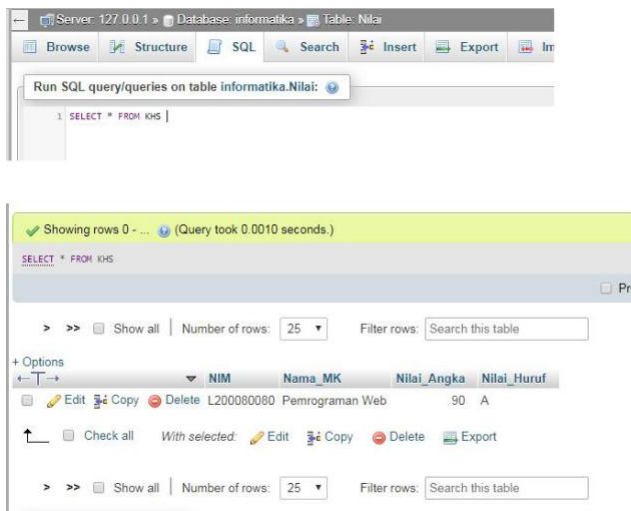 Server: 127.0.0.1 » Database: informatika » Table: Nilai
Browse Structure SQL Search Insert Export Im
Run SQL query/queries on table informatika.Nilai:
1 SELECT * FROM KHS
Showing rows 0 - ... (Query took 0.0010 seconds.)
SELECT * FROM KHS
Pr
> >> Show all Number of rows: 25 Filter rows: Search this table
+ Options
←T→ NIM Nama_MK Nilai_Angka Nilai_Huruf
Edit Copy Delete L200080080 Pemrograman Web 90 A
Check all With selected: Edit Copy Delete Export
> >> Show all Number of rows: 25 Filter rows: Search this table